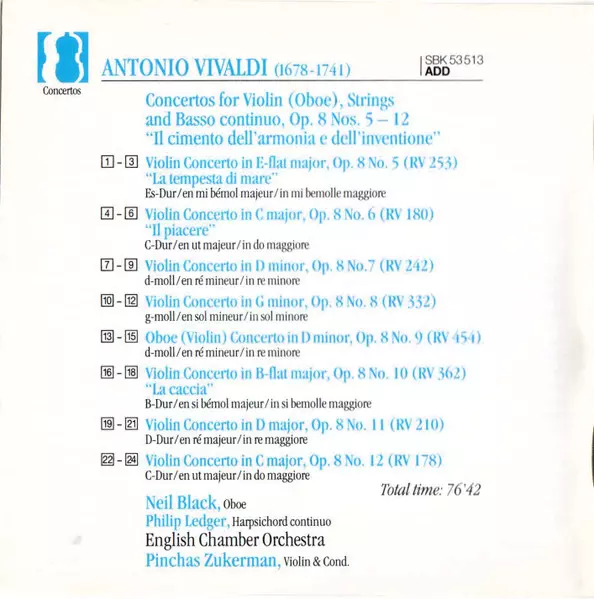 Concertos
ANTONIO VIVALDI (1678-1741)
SBK 53 513
ADD
Concertos for Violin (Oboe), Strings
and Basso continuo, Op. 8 Nos. 5 – 12
“Il cimento dell'armonia e dell'inventione”
1 - 3 Violin Concerto in E-flat major, Op. 8 No. 5 (RV 253)
“La tempesta di mare”
Es-Dur/en mi bémol majeur/in mi bemolle maggiore
4 - 6 Violin Concerto in C major, Op. 8 No. 6 (RV 180)
“Il piacere”
C-Dur/en ut majeur/in do maggiore
7 - 9 Violin Concerto in D minor, Op. 8 No.7 (RV 242)
d-moll/en ré mineur/in re minore
10 - 12 Violin Concerto in G minor, Op. 8 No. 8 (RV 332)
g-moll/en sol mineur/in sol minore
13 - 15 Oboe (Violin) Concerto in D minor, Op. 8 No. 9 (RV 454)
d-moll/en ré mineur/in re minore
16 - 18 Violin Concerto in B-flat major, Op. 8 No. 10 (RV 362)
“La caccia”
B-Dur/en si bémol majeur/in si bemolle maggiore
19 - 21 Violin Concerto in D major, Op. 8 No. 11 (RV 210)
D-Dur/en ré majeur/in re maggiore
22 - 24 Violin Concerto in C major, Op. 8 No. 12 (RV 178)
C-Dur/en ut majeur/in do maggiore
Total time: 76'42
Neil Black, Oboe
Philip Ledger, Harpsichord continuo
English Chamber Orchestra
Pinchas Zukerman, Violin & Cond.